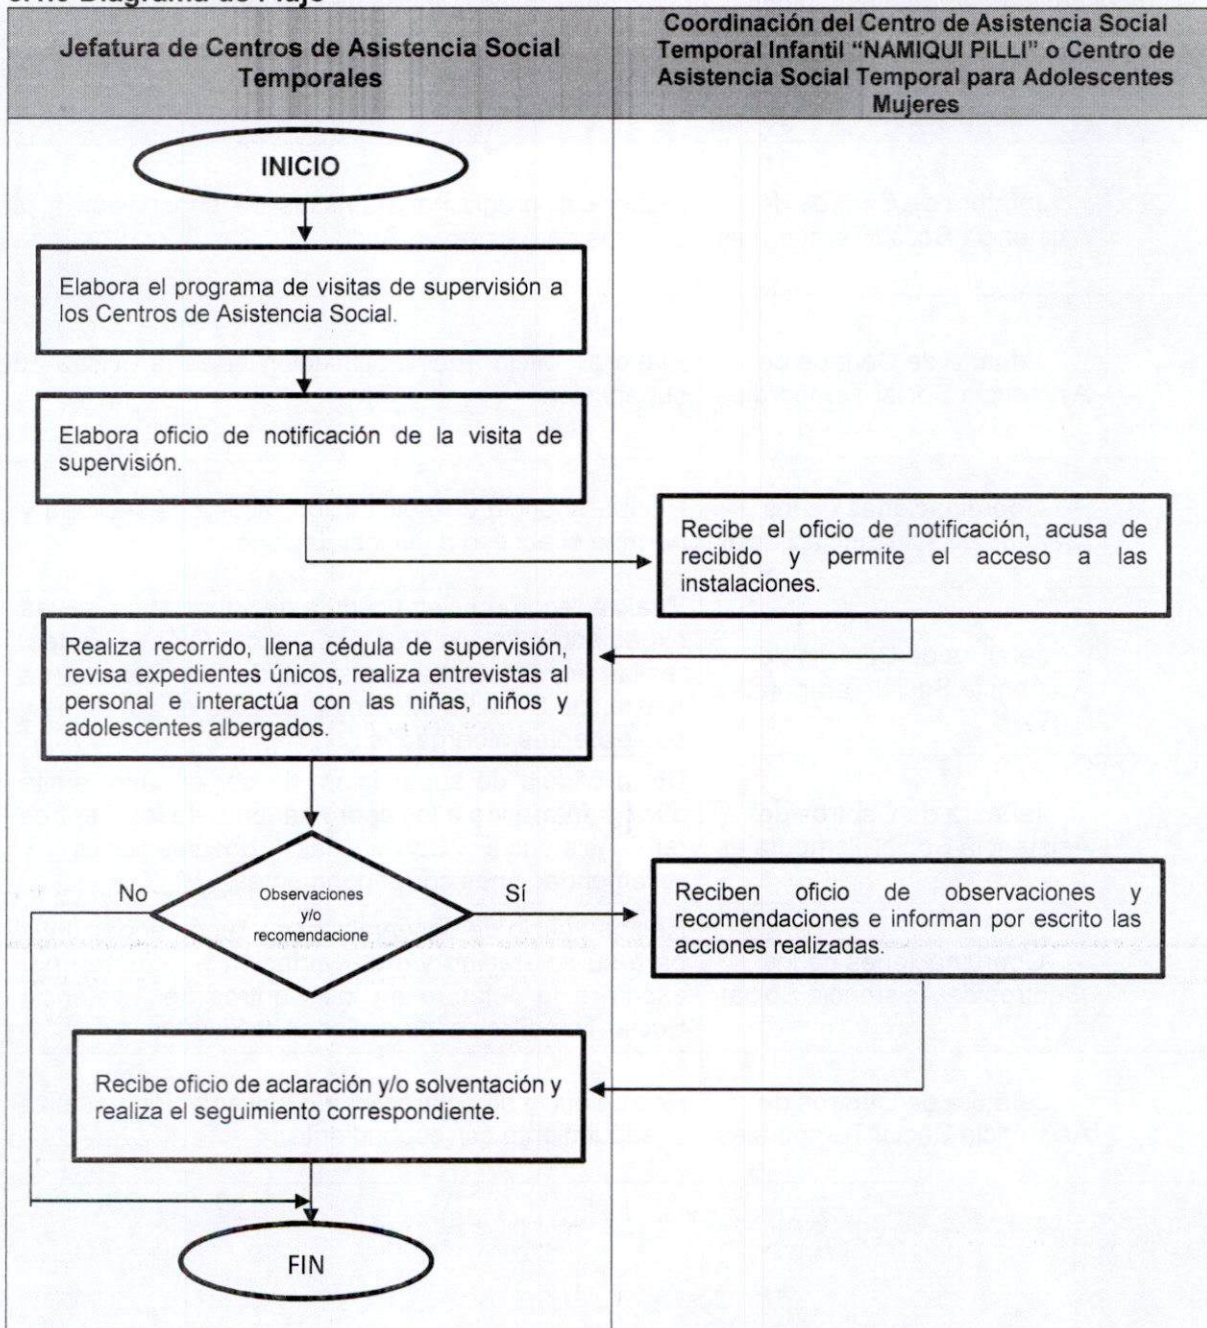 Diagrama de Flujo
Jefatura de Centros de Asistencia Social
Temporales
Coordinación del Centro de Asistencia Social
Temporal Infantil “NAMIQUI PILLI” o Centro de
Asistencia Social Temporal para Adolescentes
Mujeres
INICIO
Elabora el programa de visitas de supervisión a
los Centros de Asistencia Social.
Elabora oficio de notificación de la visita de
supervisión.
Recibe el oficio de notificación, acusa de
recibido y permite el acceso a las
instalaciones.
Realiza recorrido, llena cédula de supervisión,
revisa expedientes únicos, realiza entrevistas al
personal e interactúa con las niñas, niños y
adolescentes albergados.
No
Observaciones
y/o
recomendacione
Sí
Reciben oficio de observaciones y
recomendaciones e informan por escrito las
acciones realizadas.
Recibe oficio de aclaración y/o solventación y
realiza el seguimiento correspondiente.
FIN